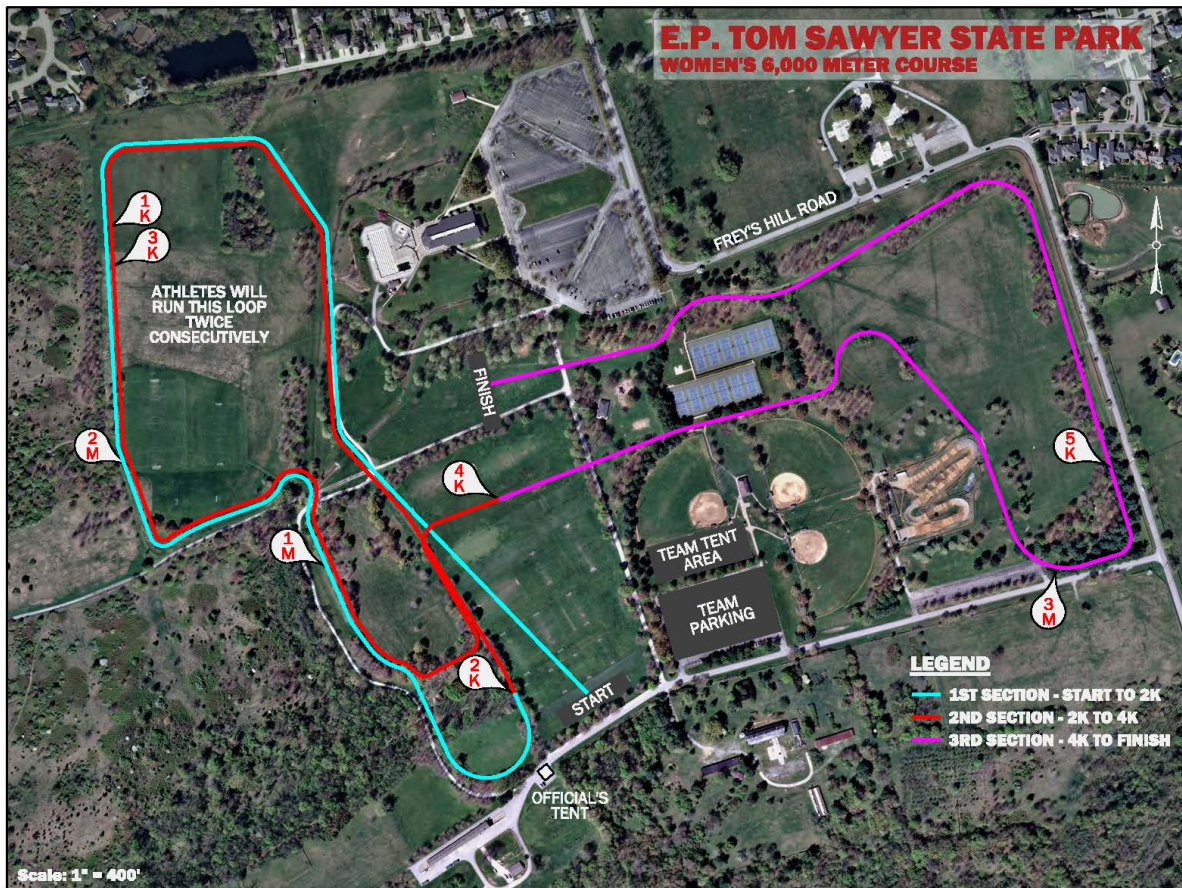 E.P. TOM SAWYER STATE PARK
WOMEN'S 6,000 METER COURSE
FREY'S HILL ROAD
1
K
3
K
ATHLETES WILL
RUN THIS LOOP
TWICE
CONSECUTIVELY
FINISH
2
M
4
K
5
K
1
M
TEAM TENT
AREA
TEAM
PARKING
3
M
2
K
START
LEGEND
1ST SECTION - START TO 2K
2ND SECTION - 2K TO 4K
3RD SECTION - 4K TO FINISH
OFFICIAL'S
TENT
Scale: 1" = 400'